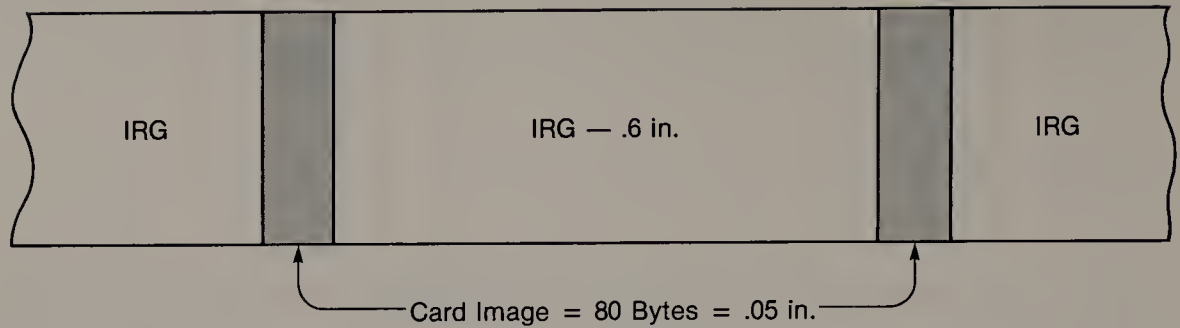 IRG
IRG — .6 in.
IRG
Card Image = 80 Bytes = .05 in.